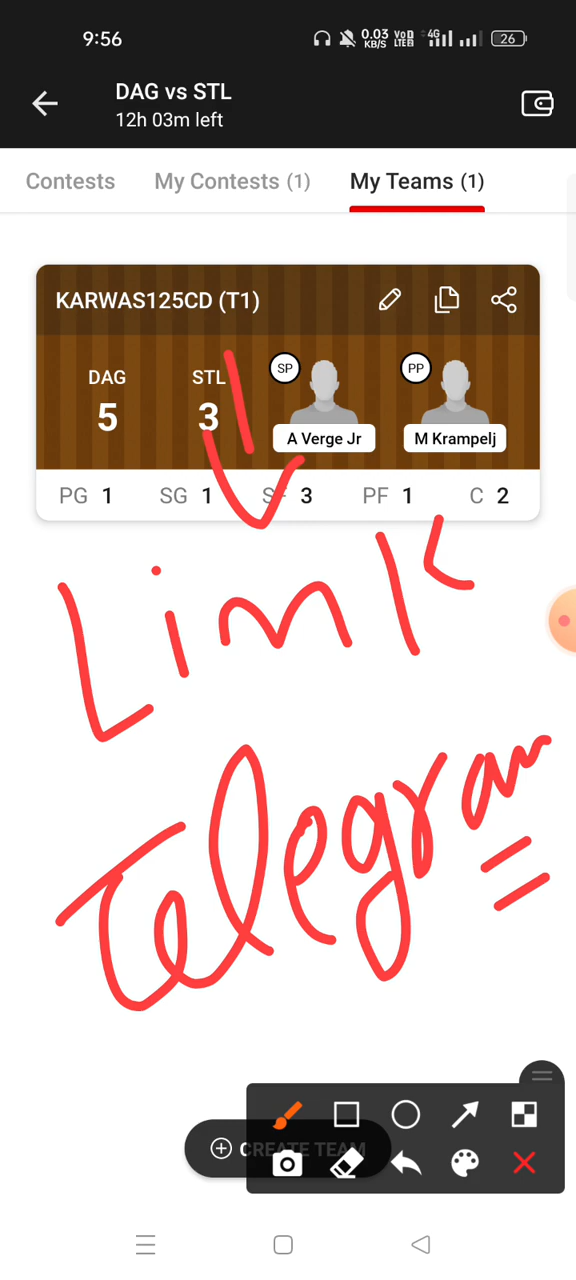 9:56 0.03 KB/S Vo LTE 4G 26
DAG vs STL
12h 03m left
Contests My Contests (1) My Teams (1)
KARWAS125CD (T1)
DAG STL SP PP
5 3
A Verge Jr M Krampelj
PG 1 SG 1 SF 3 PF 1 C 2
Link
Telegram
CREATE TEAM